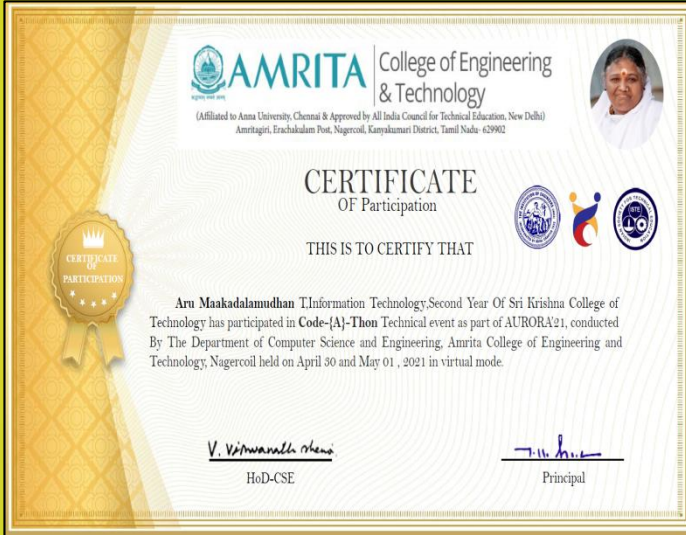 AMRITA College of Engineering
& Technology
(Affiliated to Anna University, Chennai & Approved by All India Council for Technical Education, New Delhi)
Amritagiri, Erachakulam Post, Nagercoil, Kanyakumari District, Tamil Nadu- 629902
CERTIFICATE
OF Participation
THIS IS TO CERTIFY THAT
CERTIFICATE
OF
PARTICIPATION
ISTE
Aru Maakadalamudhan T,Information Technology,Second Year Of Sri Krishna College of
Technology has participated in Code-{A}-Thon Technical event as part of AURORA'21, conducted
By The Department of Computer Science and Engineering, Amrita College of Engineering and
Technology, Nagercoil held on April 30 and May 01 , 2021 in virtual mode.
HoD-CSE
Principal